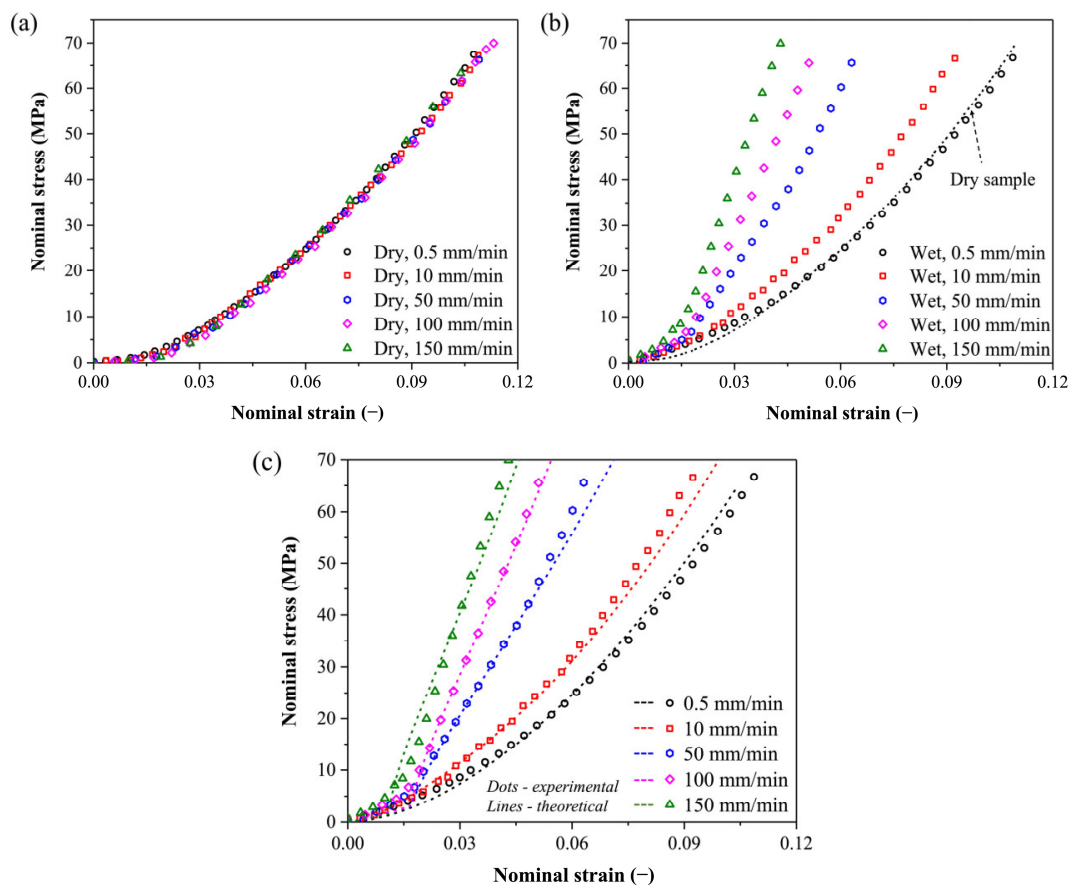 (a)
70
60
50
40
30
20
10
0
Nominal stress (MPa)
Dry, 0.5 mm/min
Dry, 10 mm/min
Dry, 50 mm/min
Dry, 100 mm/min
Dry, 150 mm/min
0.00 0.03 0.06 0.09 0.12
Nominal strain (−)
(b)
70
60
50
40
30
20
10
0
Nominal stress (MPa)
Dry sample
Wet, 0.5 mm/min
Wet, 10 mm/min
Wet, 50 mm/min
Wet, 100 mm/min
Wet, 150 mm/min
0.00 0.03 0.06 0.09 0.12
Nominal strain (−)
(c)
70
60
50
40
30
20
10
0
Nominal stress (MPa)
0.5 mm/min
10 mm/min
50 mm/min
100 mm/min
150 mm/min
Dots - experimental
Lines - theoretical
0.00 0.03 0.06 0.09 0.12
Nominal strain (−)